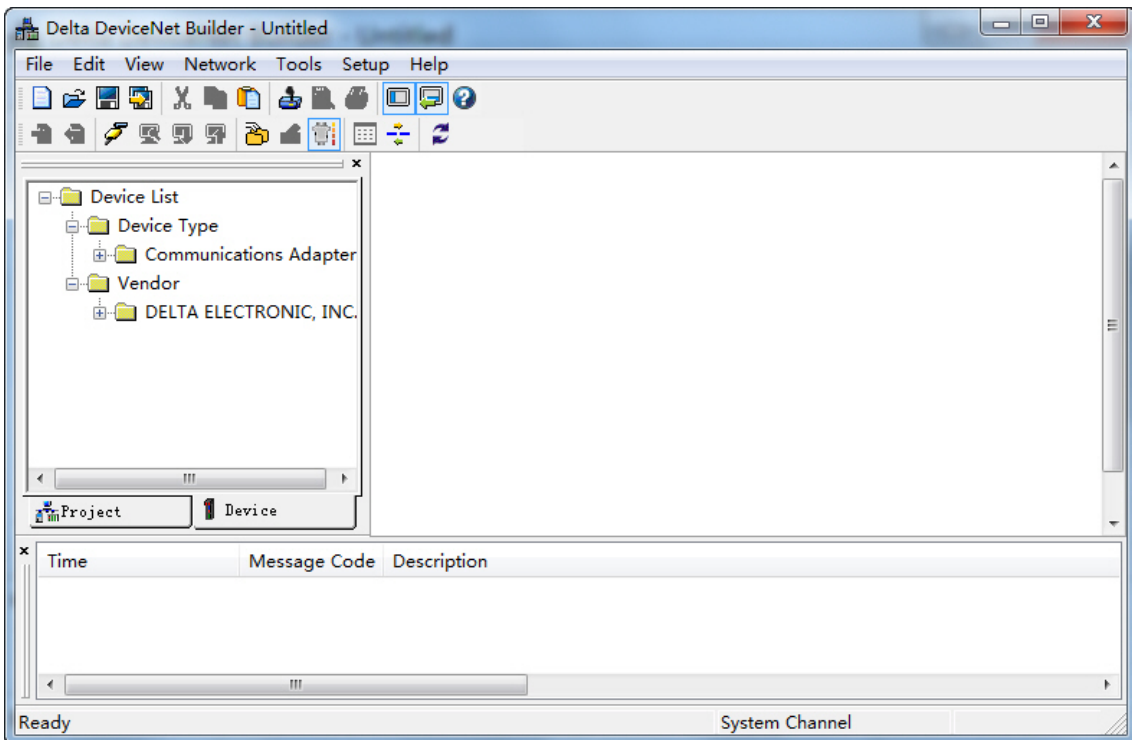 Delta DeviceNet Builder - Untitled
File Edit View Network Tools Setup Help
Device List
Device Type
Communications Adapter
Vendor
DELTA ELECTRONIC, INC.
Project Device
Time Message Code Description
Ready System Channel